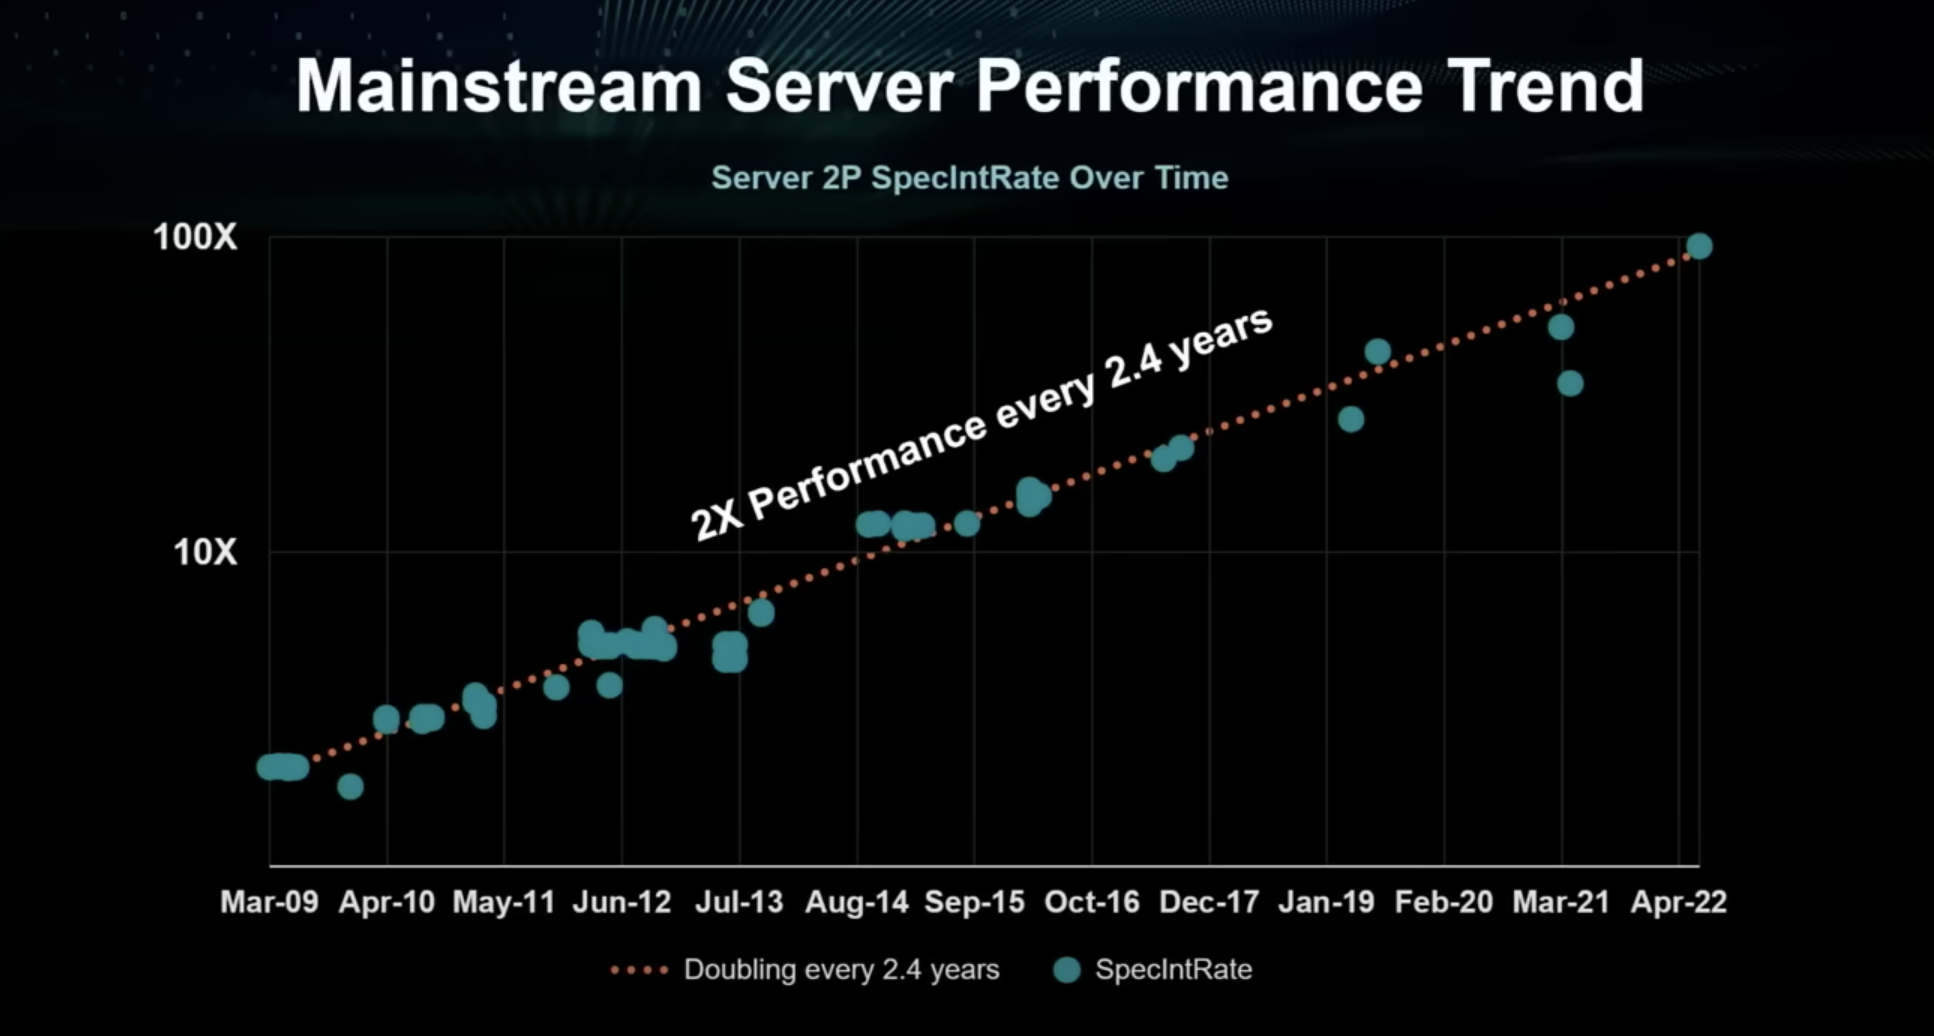 Mainstream Server Performance Trend
Server 2P SpecIntRate Over Time
100X
2X Performance every 2.4 years
10X
Mar-09 Apr-10 May-11 Jun-12 Jul-13 Aug-14 Sep-15 Oct-16 Dec-17 Jan-19 Feb-20 Mar-21 Apr-22
Doubling every 2.4 years SpecIntRate